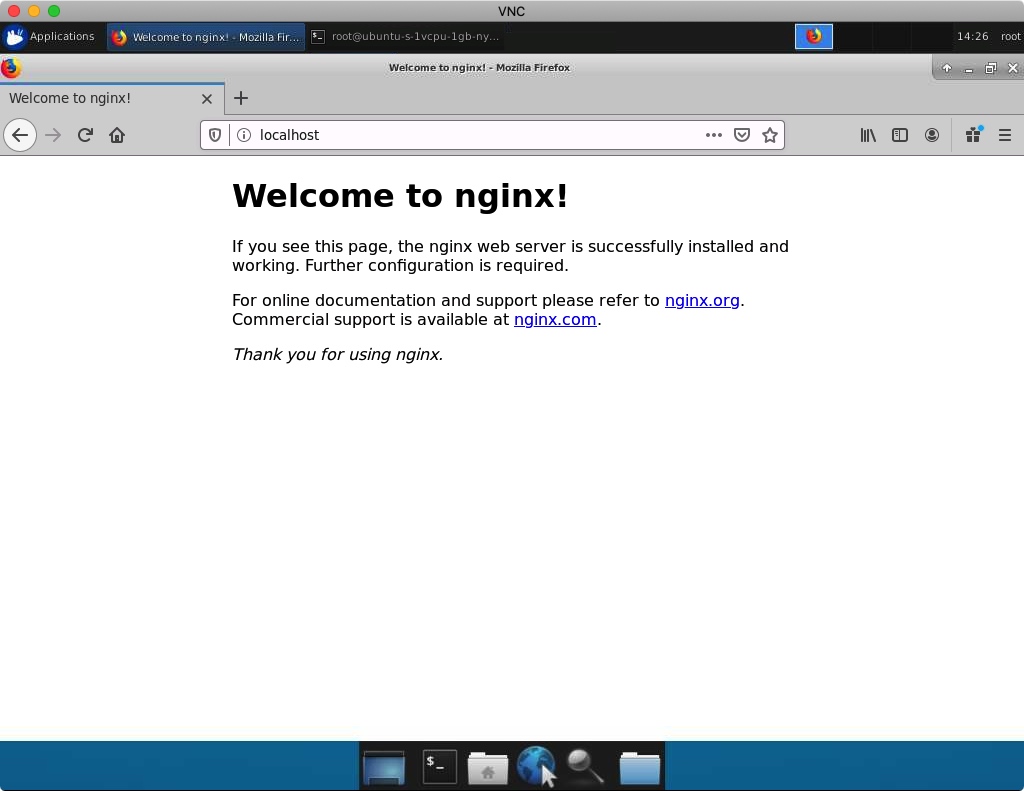 VNC
Applications
Welcome to nginx! - Mozilla Fir...
root@ubuntu-s-1vcpu-1gb-ny...
14:26
root
Welcome to nginx! - Mozilla Firefox
Welcome to nginx!
localhost
Welcome to nginx!
If you see this page, the nginx web server is successfully installed and
working. Further configuration is required.
For online documentation and support please refer to nginx.org.
Commercial support is available at nginx.com.
Thank you for using nginx.
$_